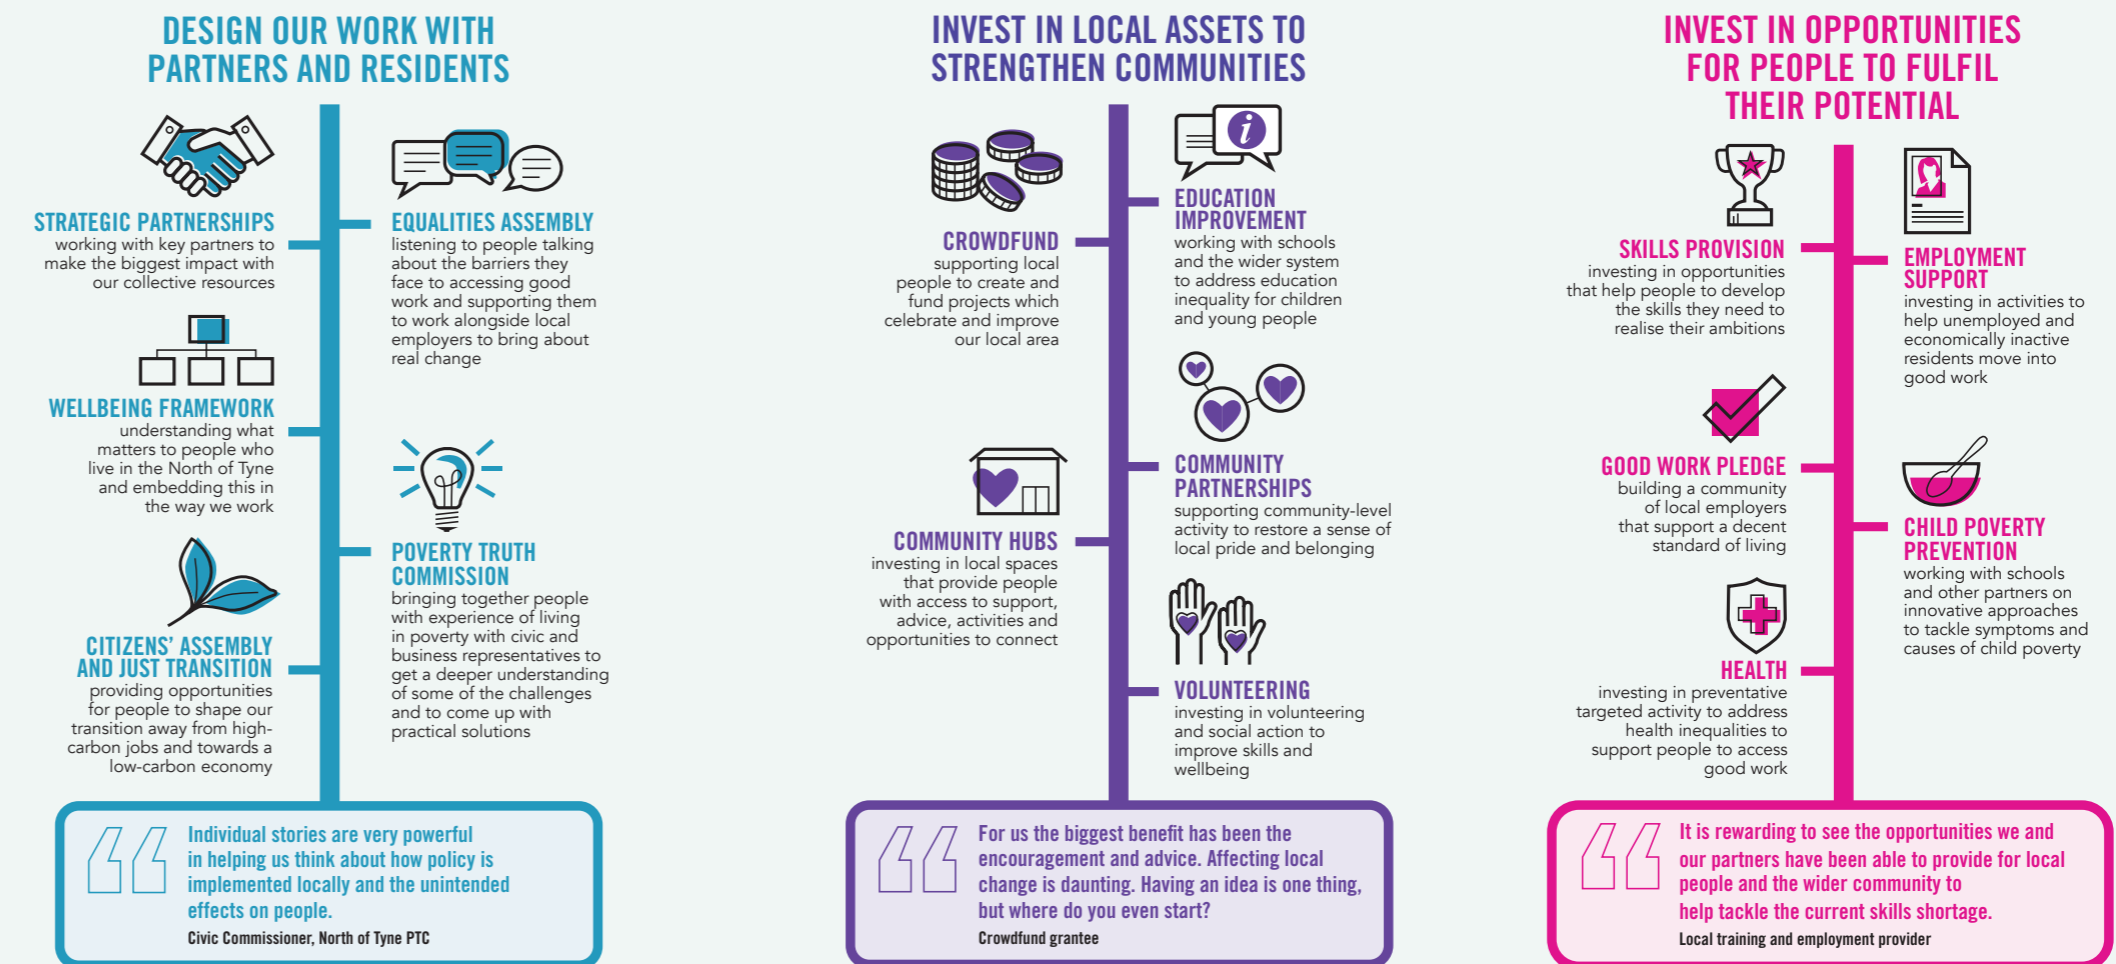 DESIGN OUR WORK WITH
PARTNERS AND RESIDENTS
STRATEGIC PARTNERSHIPS
working with key partners to
make the biggest impact with
our collective resources
EQUALITIES ASSEMBLY
listening to people talking
about the barriers they
face to accessing good
work and supporting them
to work alongside local
employers to bring about
real change
WELLBEING FRAMEWORK
understanding what
matters to people who
live in the North of Tyne
and embedding this in
the way we work
POVERTY TRUTH
COMMISSION
bringing together people
with experience of living
in poverty with civic and
business representatives to
get a deeper understanding
of some of the challenges
and to come up with
practical solutions
CITIZENS' ASSEMBLY
AND JUST TRANSITION
providing opportunities
for people to shape our
transition away from high-
carbon jobs and towards a
low-carbon economy
Individual stories are very powerful
in helping us think about how policy is
implemented locally and the unintended
effects on people.
Civic Commissioner, North of Tyne PTC
INVEST IN LOCAL ASSETS TO
STRENGTHEN COMMUNITIES
EDUCATION
IMPROVEMENT
working with schools
and the wider system
to address education
inequality for children
and young people
CROWDFUND
supporting local
people to create and
fund projects which
celebrate and improve
our local area
COMMUNITY
PARTNERSHIPS
supporting community-level
activity to restore a sense of
local pride and belonging
COMMUNITY HUBS
investing in local spaces
that provide people
with access to support,
advice, activities and
opportunities to connect
VOLUNTEERING
investing in volunteering
and social action to
improve skills and
wellbeing
For us the biggest benefit has been the
encouragement and advice. Affecting local
change is daunting. Having an idea is one thing,
but where do you even start?
Crowdfund grantee
INVEST IN OPPORTUNITIES
FOR PEOPLE TO FULFIL
THEIR POTENTIAL
SKILLS PROVISION
investing in opportunities
that help people to develop
the skills they need to
realise their ambitions
EMPLOYMENT
SUPPORT
investing in activities to
help unemployed and
economically inactive
residents move into
good work
GOOD WORK PLEDGE
building a community
of local employers
that support a decent
standard of living
CHILD POVERTY
PREVENTION
working with schools
and other partners on
innovative approaches
to tackle symptoms and
causes of child poverty
HEALTH
investing in preventative
targeted activity to address
health inequalities to
support people to access
good work
It is rewarding to see the opportunities we and
our partners have been able to provide for local
people and the wider community to
help tackle the current skills shortage.
Local training and employment provider